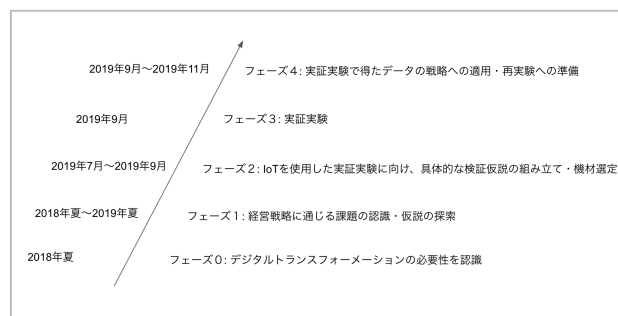 2019年9月〜2019年11月 フェーズ4: 実証実験で得たデータの戦略への適用・再実験への準備
2019年9月 フェーズ3: 実証実験
2019年7月〜2019年9月 フェーズ2: IoTを使用した実証実験に向け、具体的な検証仮説の組み立て・機材選定
2018年夏〜2019年夏 フェーズ1: 経営戦略に通じる課題の認識・仮説の探索
2018年夏 フェーズ0: デジタルトランスフォーメーションの必要性を認識